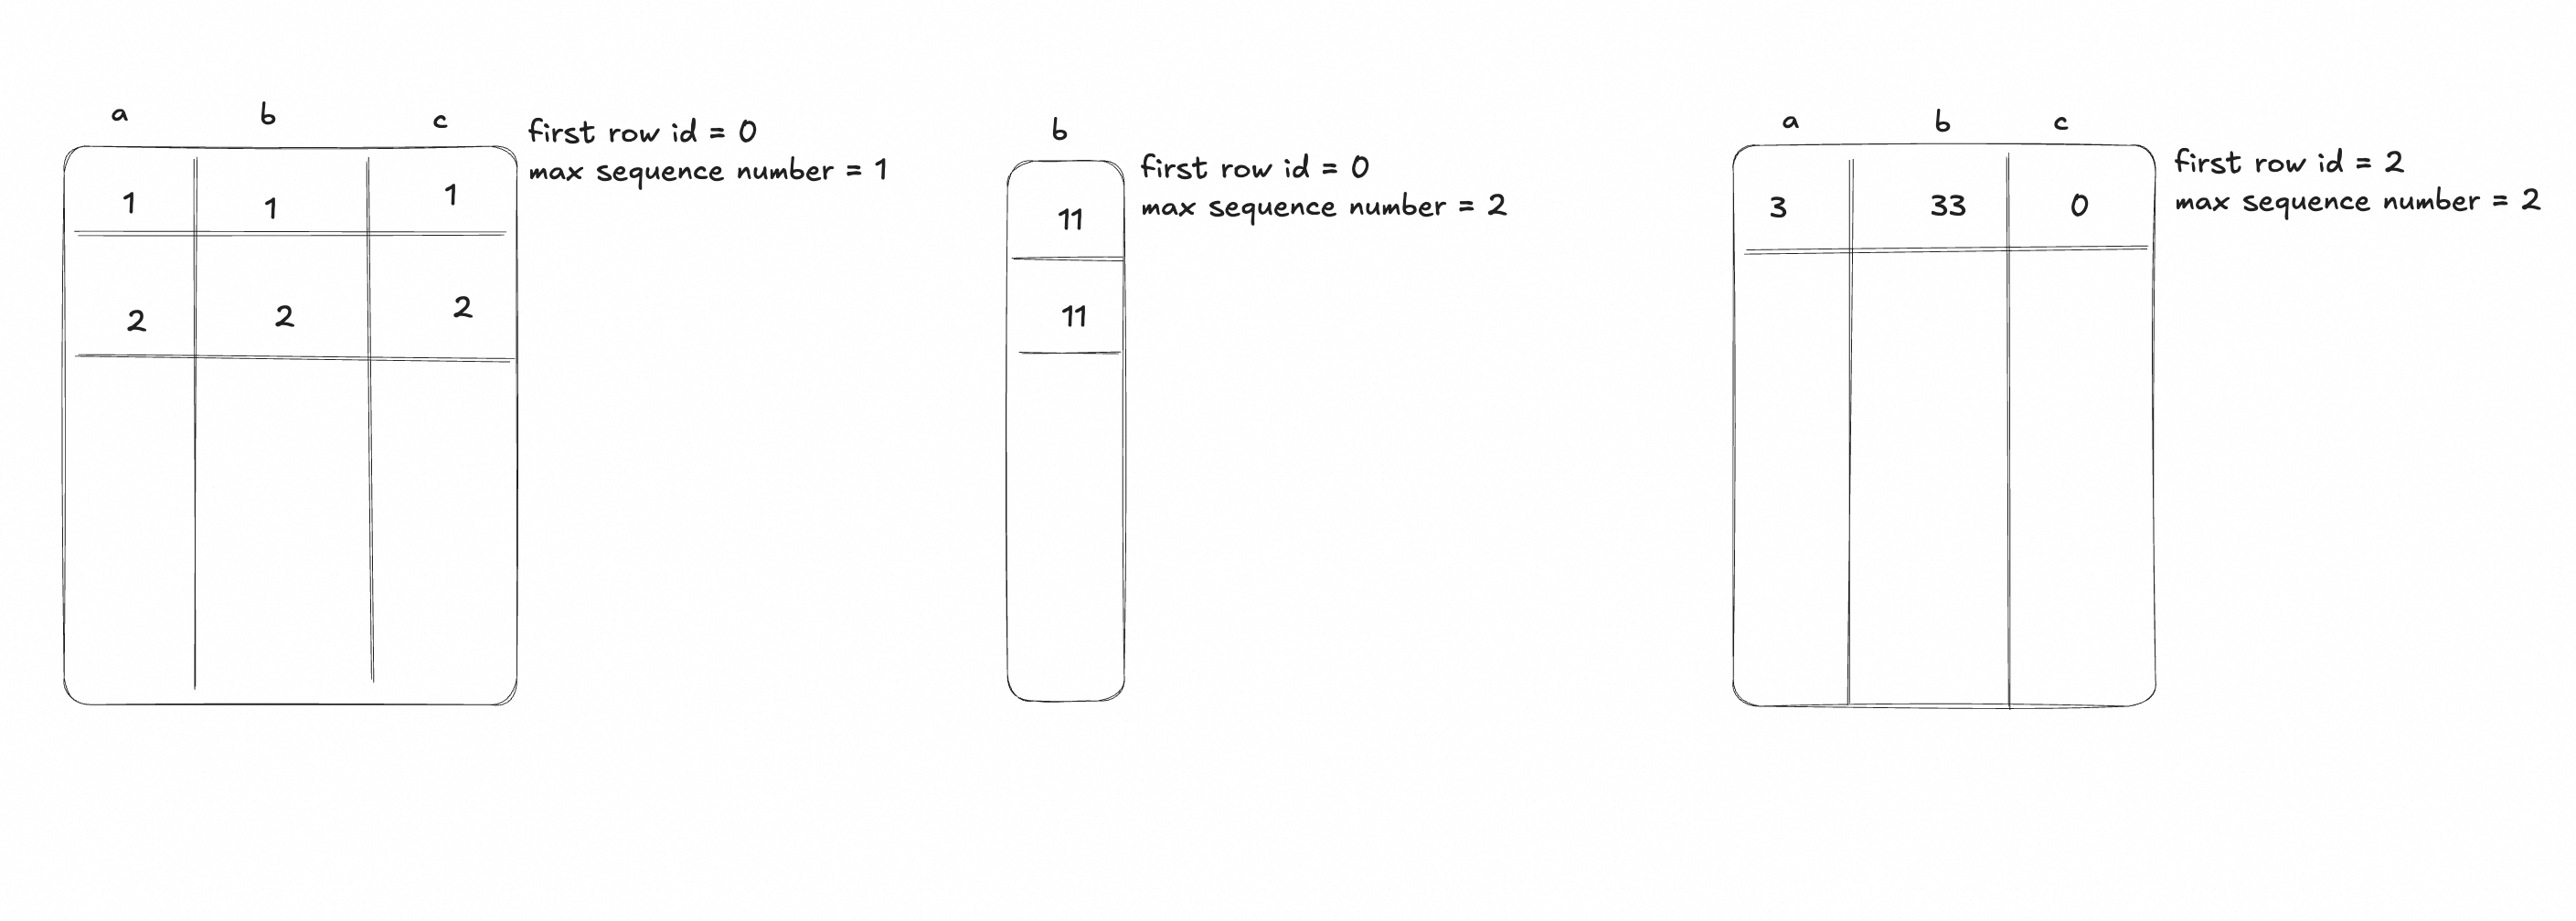 a b c
first row id = 0
max sequence number = 1
1 1 1
2 2 2
b
first row id = 0
max sequence number = 2
11
11
a b c
first row id = 2
max sequence number = 2
3 33 0